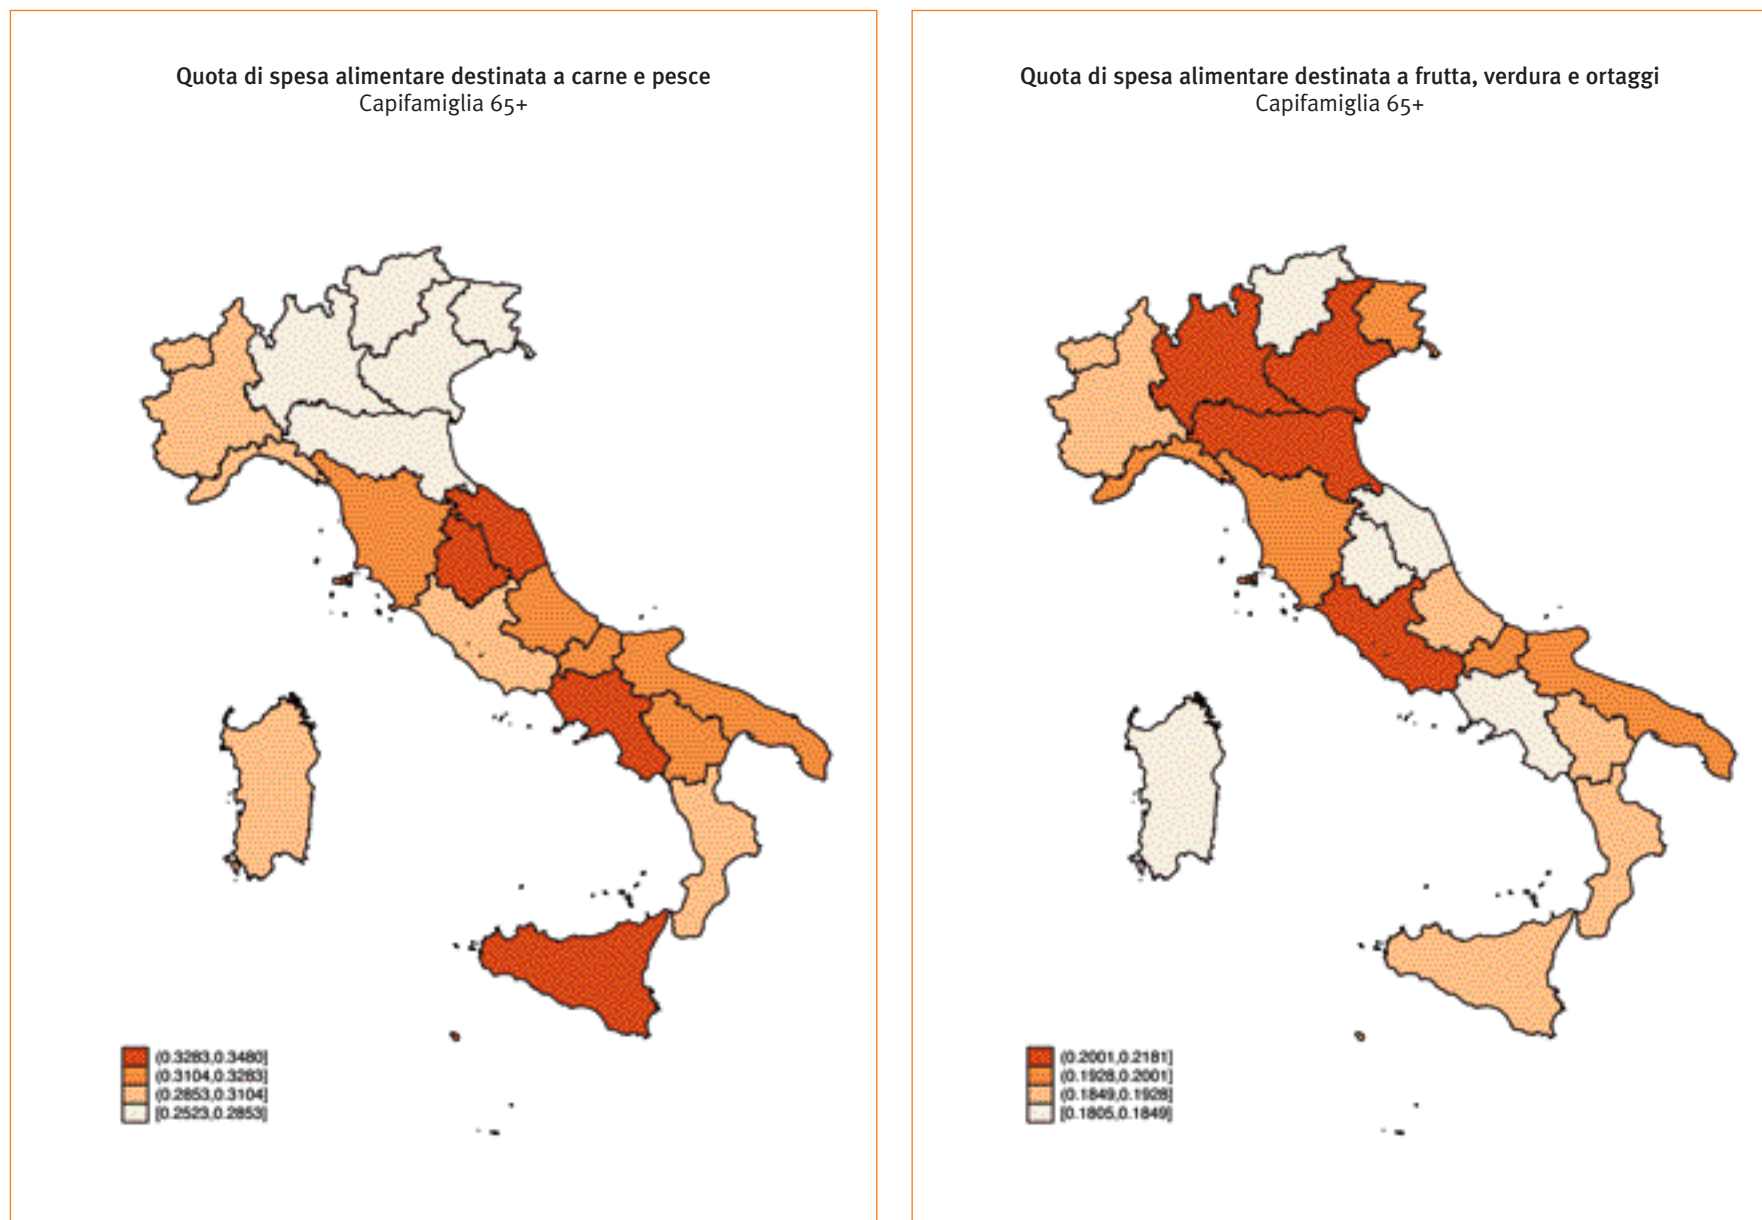 Quota di spesa alimentare destinata a carne e pesce
Capifamiglia 65+
(0.3283,0.3480]
(0.3104,0.3283]
(0.2853,0.3104]
[0.2523,0.2853]
Quota di spesa alimentare destinata a frutta, verdura e ortaggi
Capifamiglia 65+
(0.2001,0.2181]
(0.1928,0.2001]
(0.1849,0.1928]
[0.1805,0.1849]